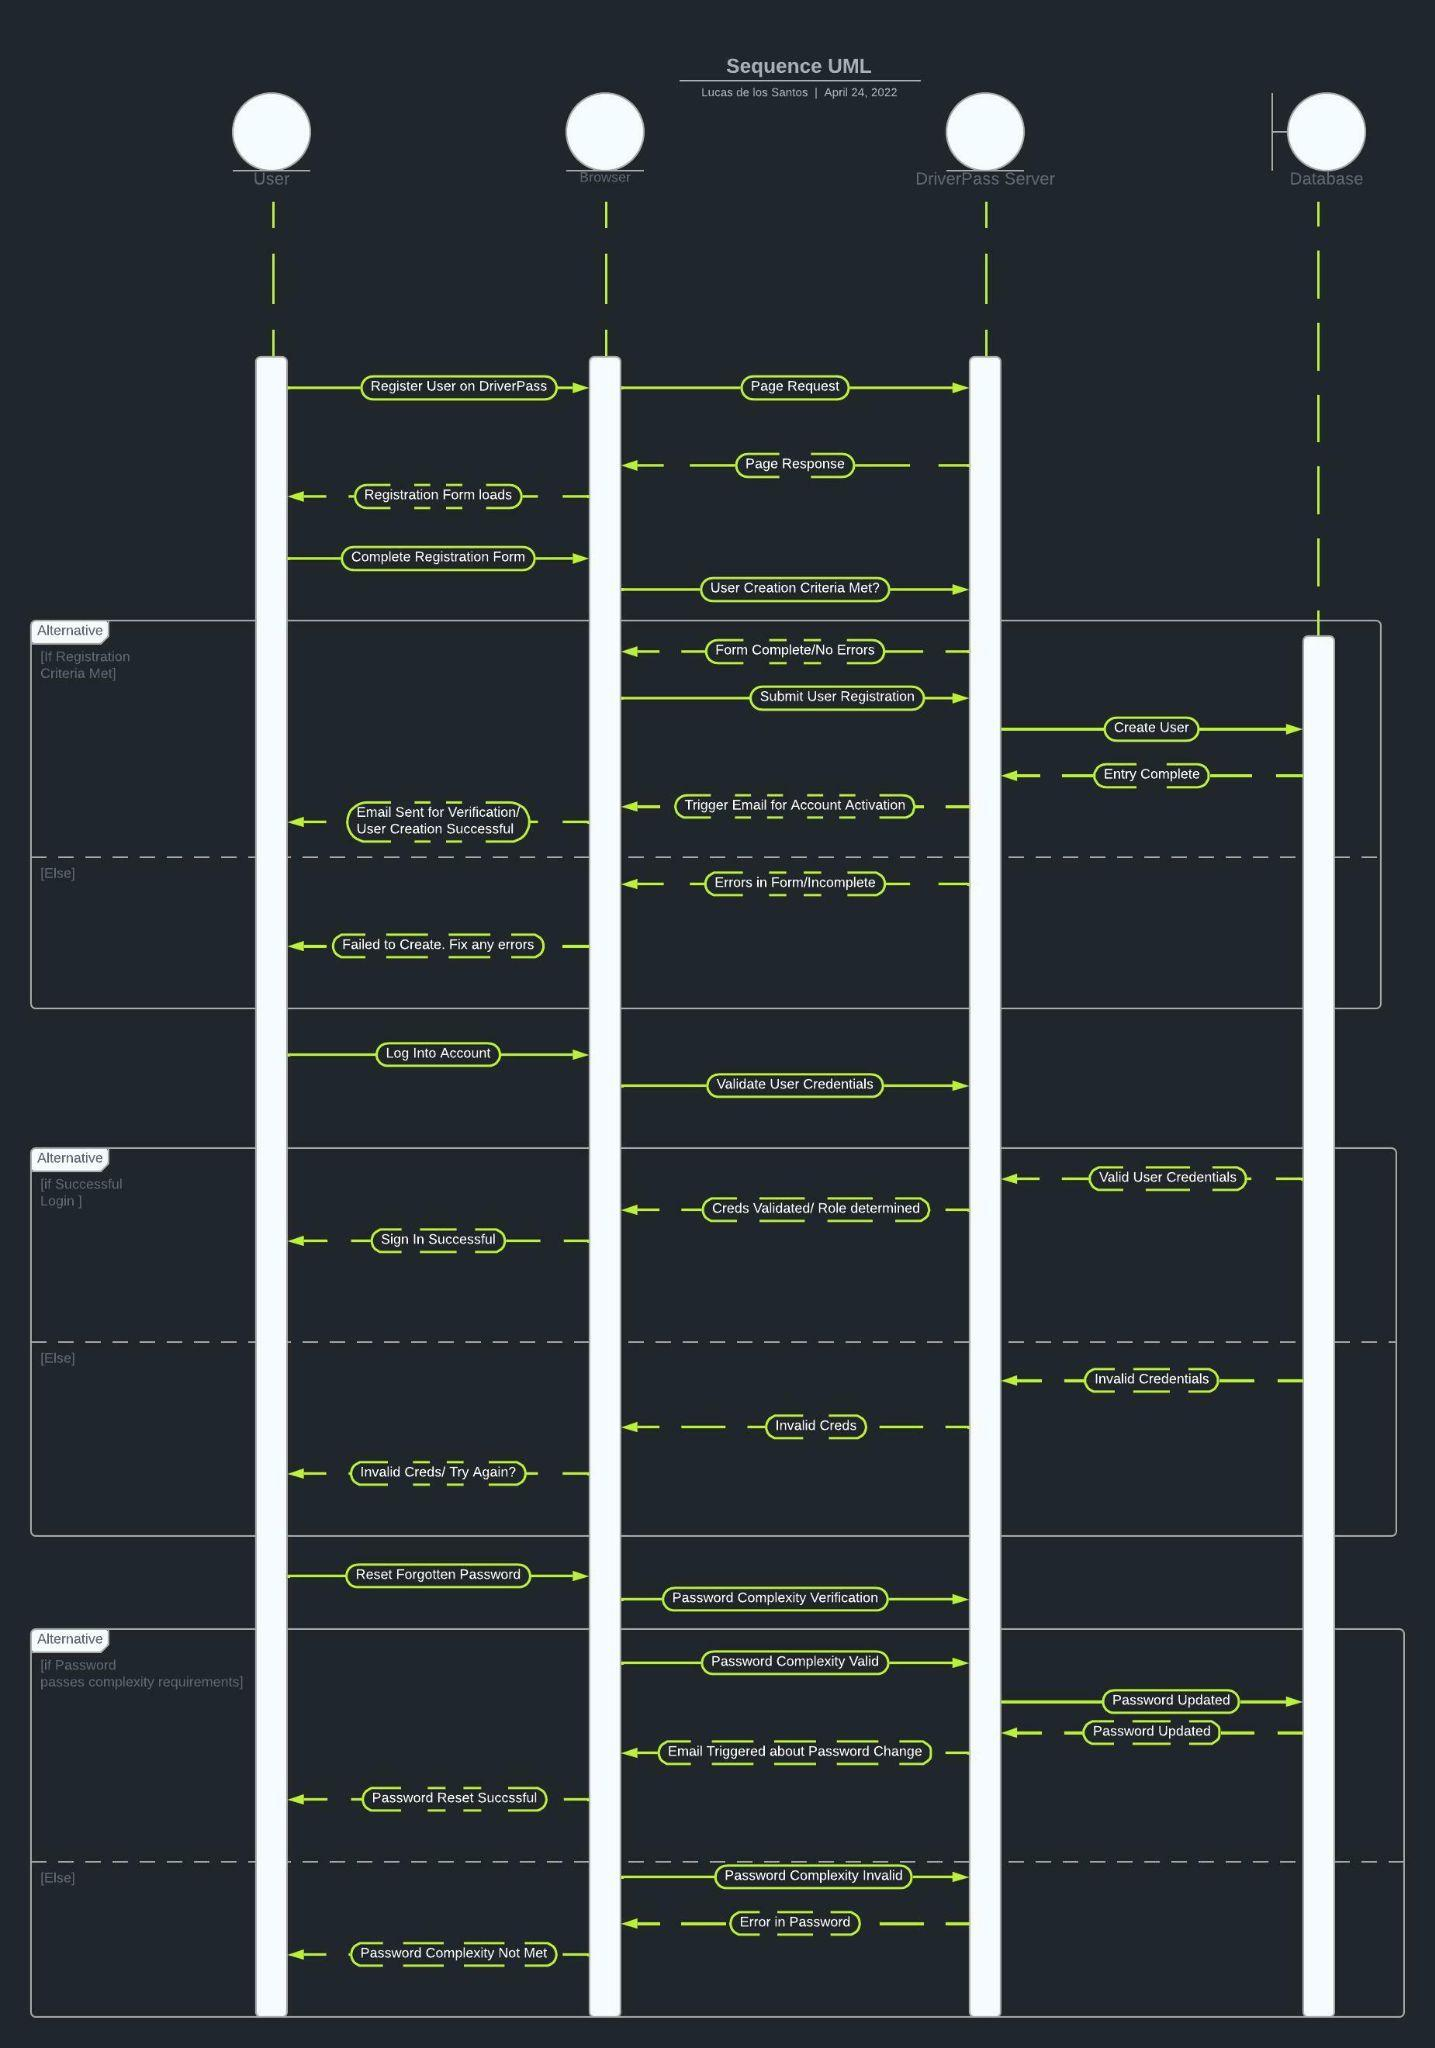 Sequence UML
Lucas de los Santos | April 24, 2022
User
Browser
DriverPass Server
Database
Register User on DriverPass
Page Request
Page Response
Registration Form loads
Complete Registration Form
User Creation Criteria Met?
Alternative
[If Registration
Criteria Met]
Form Complete/No Errors
Submit User Registration
Create User
Entry Complete
Trigger Email for Account Activation
Email Sent for Verification/
User Creation Successful
[Else]
Errors in Form/Incomplete
Failed to Create. Fix any errors
Log Into Account
Validate User Credentials
Alternative
[if Successful
Login ]
Valid User Credentials
Creds Validated/ Role determined
Sign In Successful
[Else]
Invalid Credentials
Invalid Creds
Invalid Creds/ Try Again?
Reset Forgotten Password
Password Complexity Verification
Alternative
[if Password
passes complexity requirements]
Password Complexity Valid
Password Updated
Password Updated
Email Triggered about Password Change
Password Reset Succssful
[Else]
Password Complexity Invalid
Error in Password
Password Complexity Not Met